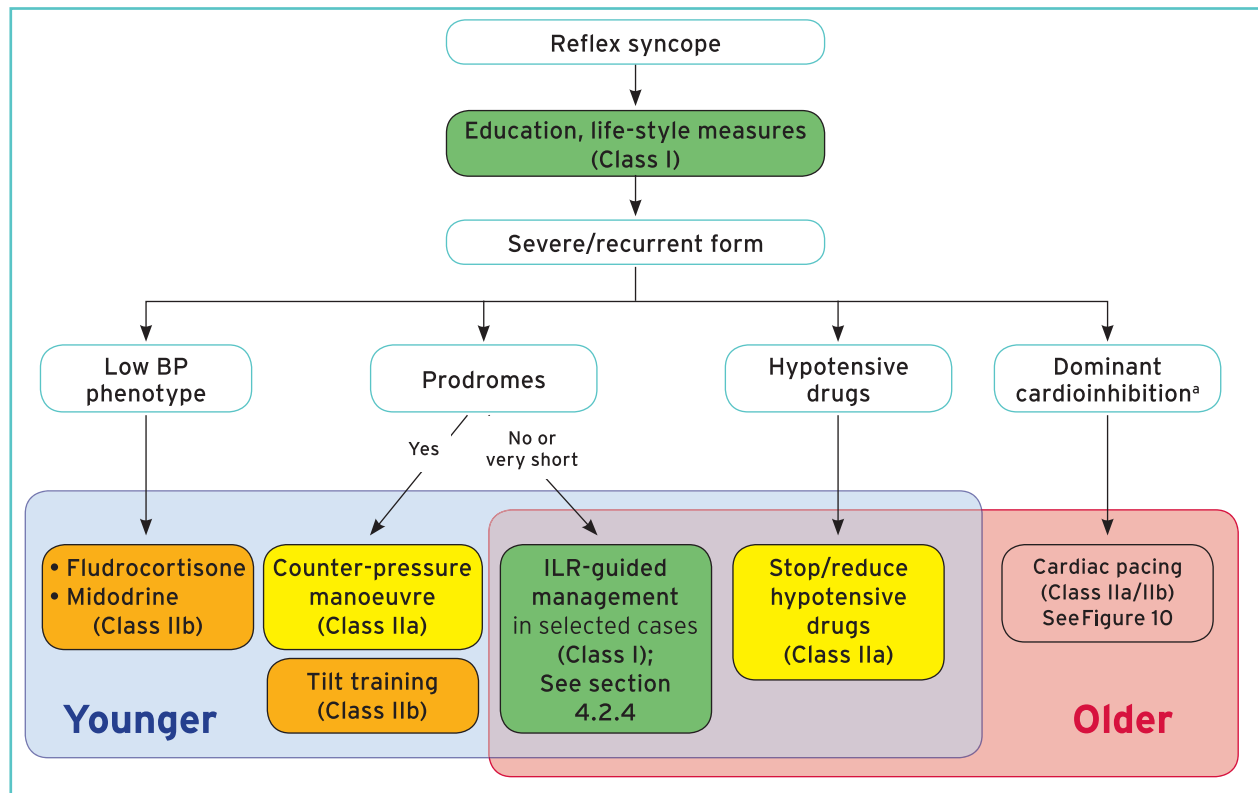 Reflex syncope
Education, life-style measures
(Class I)
Severe/recurrent form
Low BP
phenotype
Prodromes
Hypotensive
drugs
Dominant
cardioinhibitionᵃ
Yes
No or
very short
• Fludrocortisone
• Midodrine
(Class IIb)
Counter-pressure
manoeuvre
(Class IIa)
Tilt training
(Class IIb)
ILR-guided
management
in selected cases
(Class I);
See section
4.2.4
Stop/reduce
hypotensive
drugs
(Class IIa)
Cardiac pacing
(Class IIa/IIb)
See Figure 10
Younger
Older